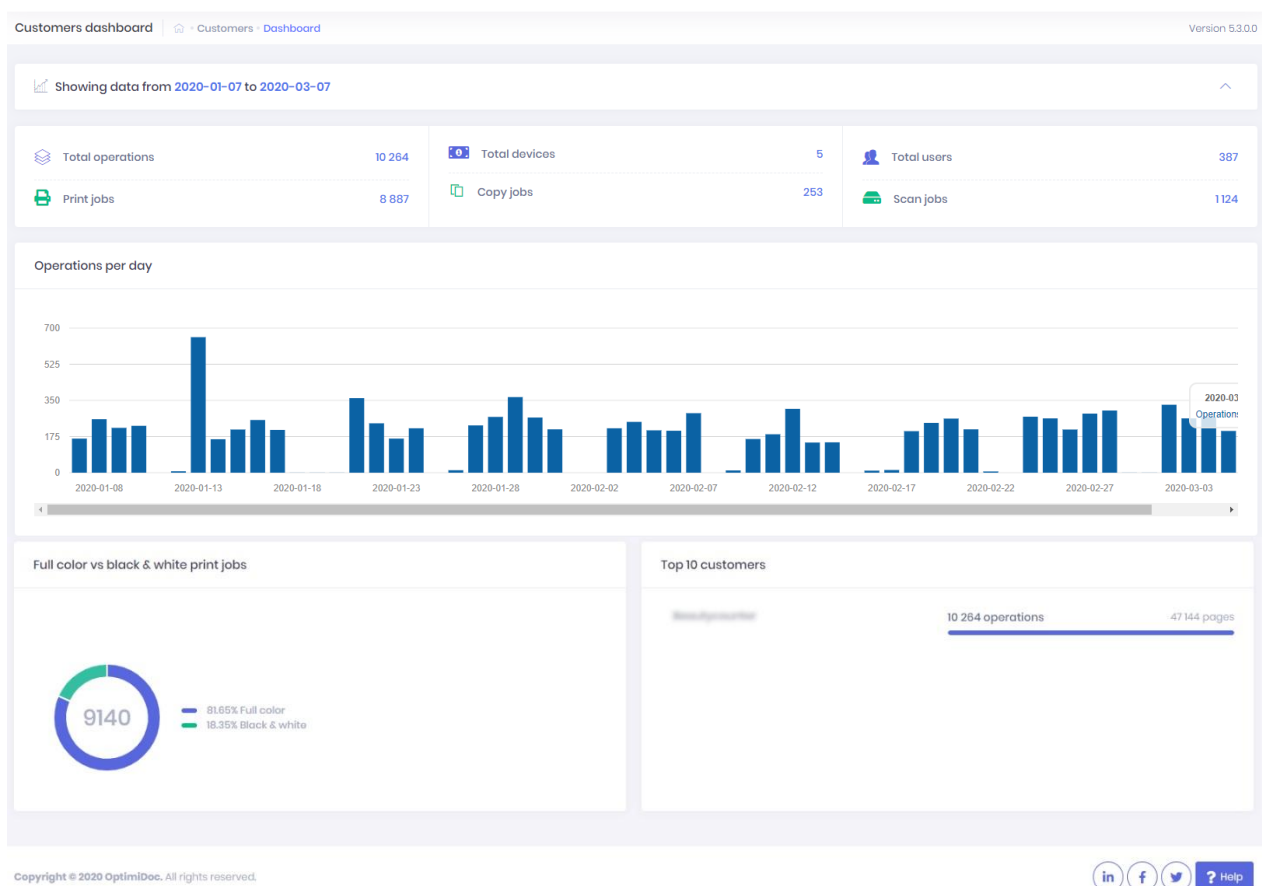 Customers dashboard Customers Dashboard Version 5.3.0.0
Showing data from 2020-01-07 to 2020-03-07
Total operations 10 264
Print jobs 8 887
Total devices 5
Copy jobs 253
Total users 387
Scan jobs 1 124
Operations per day
700
525
350
175
0
2020-01-08 2020-01-13 2020-01-18 2020-01-23 2020-01-28 2020-02-02 2020-02-07 2020-02-12 2020-02-17 2020-02-22 2020-02-27 2020-03-03
2020-03
Operations
Full color vs black & white print jobs
9140
81.65% Full color
18.35% Black & white
Top 10 customers
10 264 operations 47 144 pages
Copyright © 2020 OptimiDoc. All rights reserved.
in f ? Help